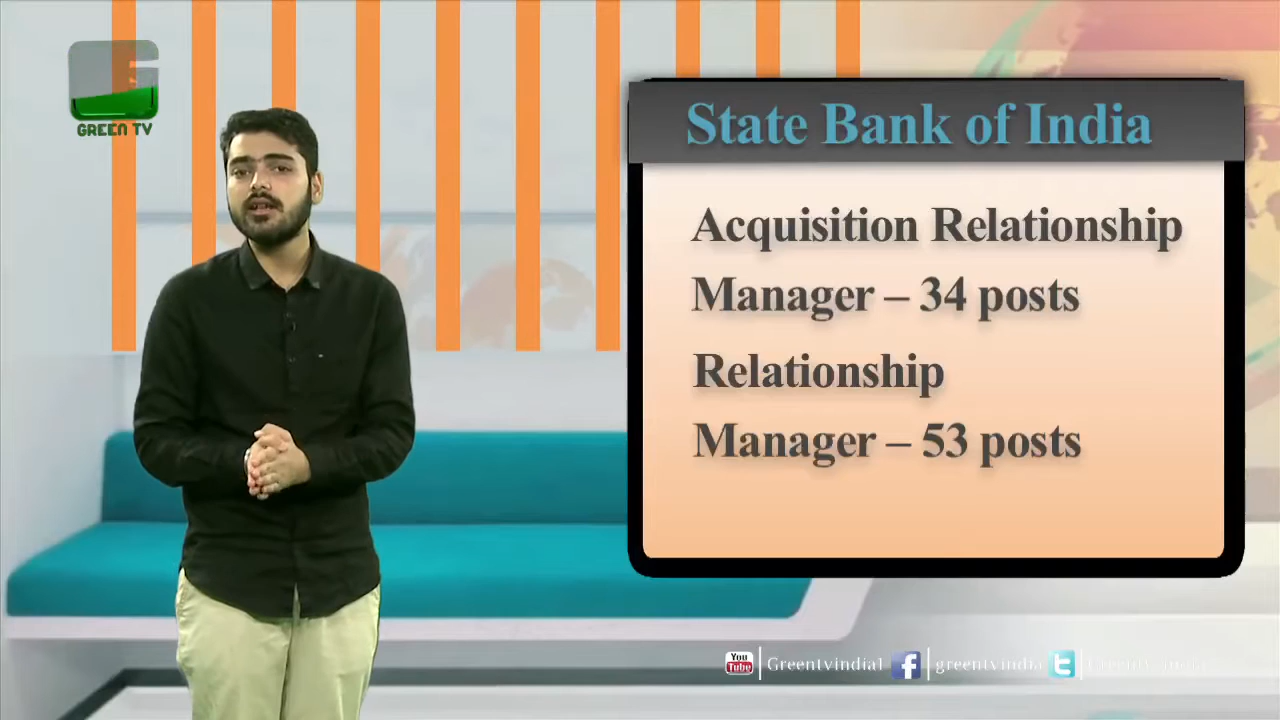 GREEN TV
State Bank of India
Acquisition Relationship
Manager – 34 posts
Relationship
Manager – 53 posts
You Tube Greentvindia1 f greentvindia t